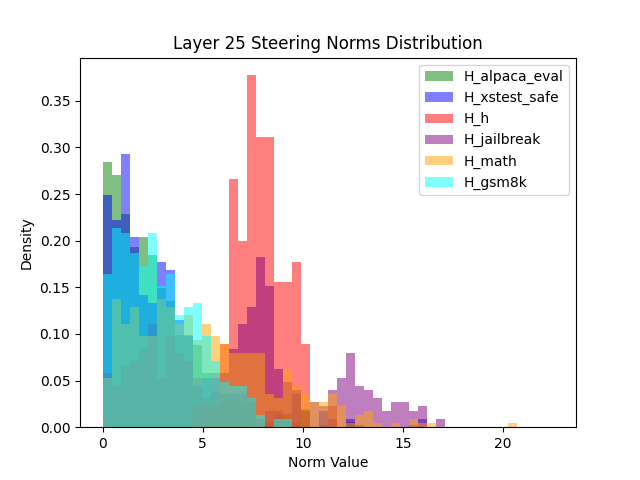 Layer 25 Steering Norms Distribution
H_alpaca_eval
H_xstest_safe
H_h
H_jailbreak
H_math
H_gsm8k
Density
0.35
0.30
0.25
0.20
0.15
0.10
0.05
0.00
0 5 10 15 20
Norm Value